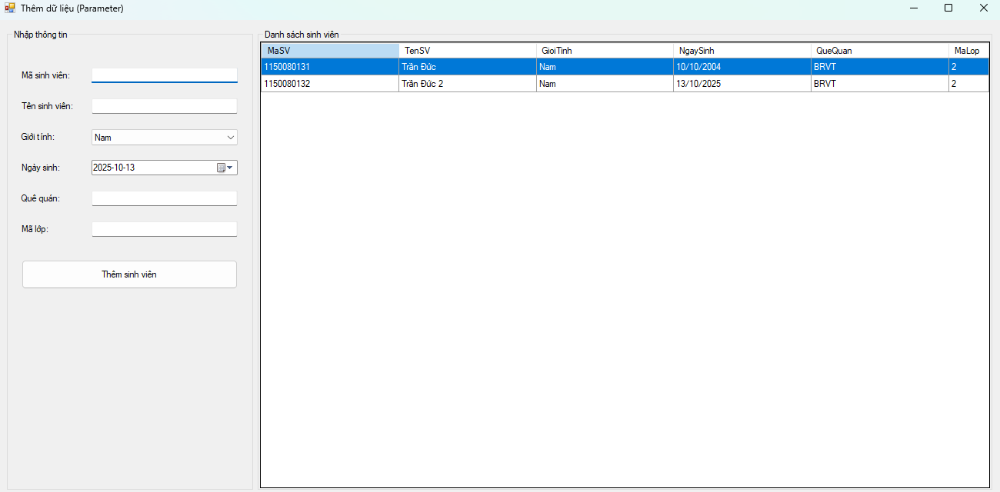 Thêm dữ liệu (Parameter)
Nhập thông tin
Mã sinh viên:
Tên sinh viên:
Giới tính: Nam
Ngày sinh: 2025-10-13
Quê quán:
Mã lớp:
Thêm sinh viên
Danh sách sinh viên
MaSV TenSV GioiTinh NgaySinh QueQuan MaLop
1150080131 Trần Đức Nam 10/10/2004 BRVT 2
1150080132 Trần Đức 2 Nam 13/10/2025 BRVT 2